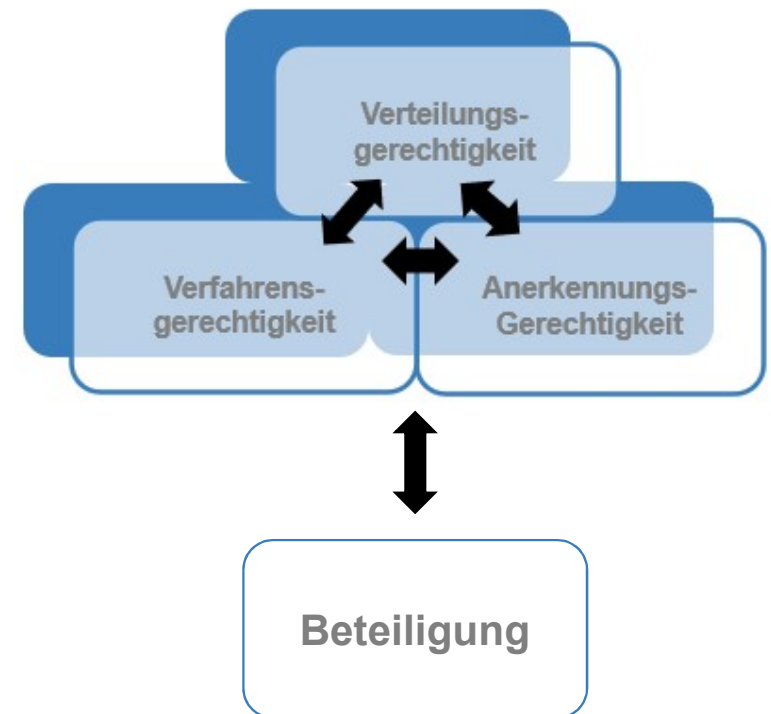 Verteilungs-
gerechtigkeit
Verfahrens-
gerechtigkeit
Anerkennungs-
Gerechtigkeit
Beteiligung